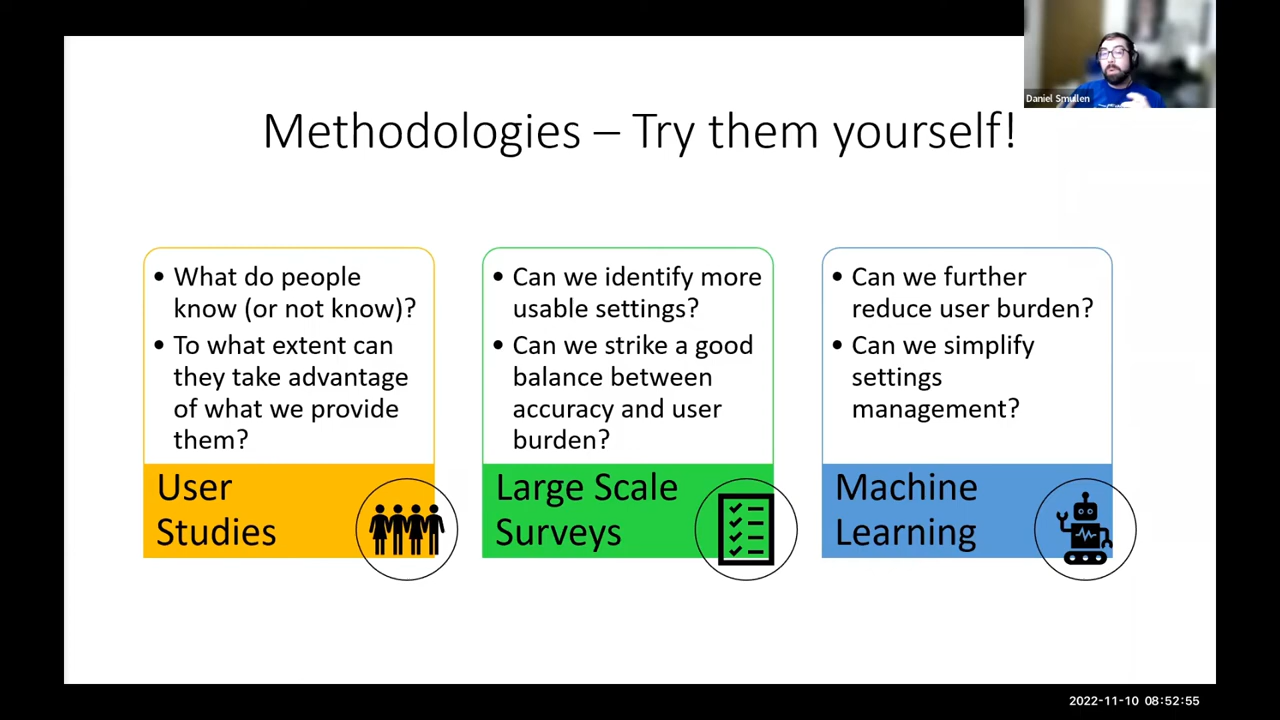 Daniel Smullen
Methodologies – Try them yourself!
• What do people
know (or not know)?
• To what extent can
they take advantage
of what we provide
them?
User
Studies
• Can we identify more
usable settings?
• Can we strike a good
balance between
accuracy and user
burden?
Large Scale
Surveys
• Can we further
reduce user burden?
• Can we simplify
settings
management?
Machine
Learning
2022-11-10 08:52:55